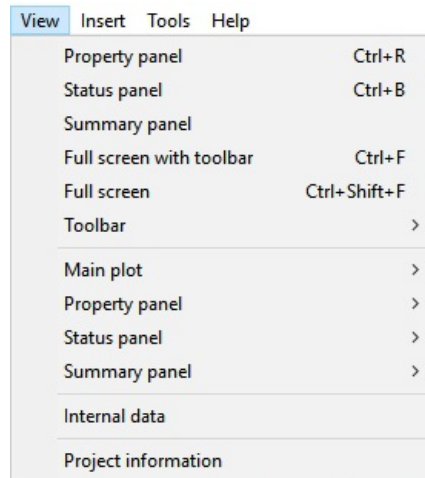 View Insert Tools Help
Property panel Ctrl+R
Status panel Ctrl+B
Summary panel
Full screen with toolbar Ctrl+F
Full screen Ctrl+Shift+F
Toolbar >
Main plot >
Property panel >
Status panel >
Summary panel >
Internal data
Project information